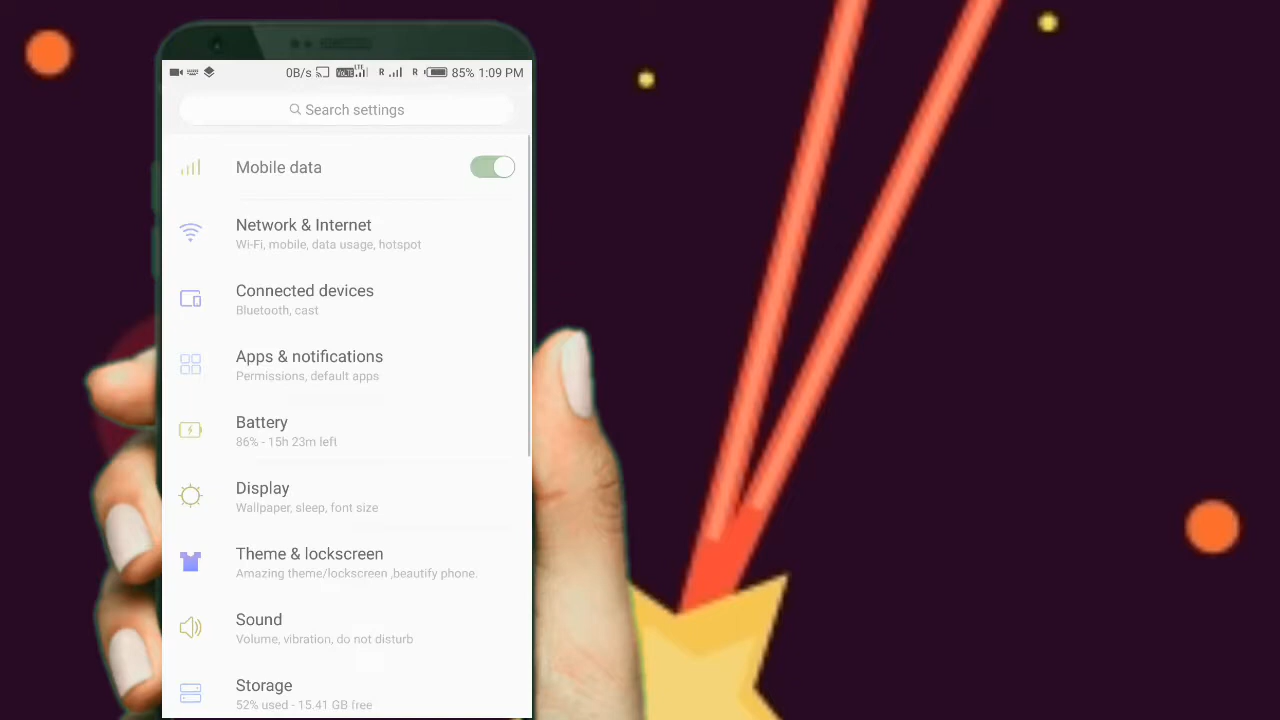 0B/s VoLTE LTE R R 85% 1:09 PM
Search settings
Mobile data
Network & Internet
Wi-Fi, mobile, data usage, hotspot
Connected devices
Bluetooth, cast
Apps & notifications
Permissions, default apps
Battery
86% - 15h 23m left
Display
Wallpaper, sleep, font size
Theme & lockscreen
Amazing theme/lockscreen ,beautify phone.
Sound
Volume, vibration, do not disturb
Storage
52% used - 15.41 GB free